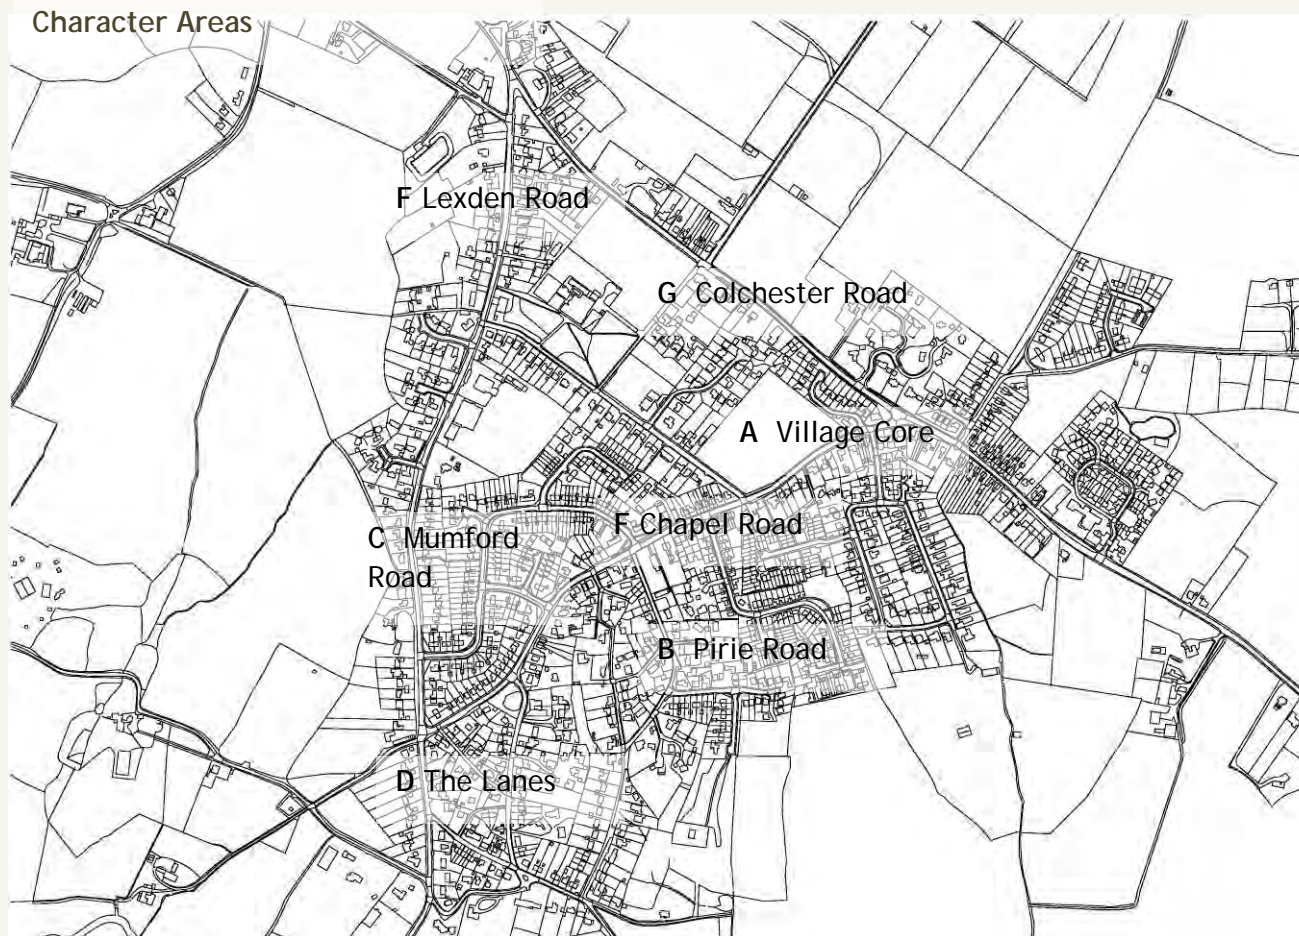 Character Areas
F Lexden Road
G Colchester Road
A Village Core
F Chapel Road
C Mumford
Road
B Pirie Road
D The Lanes